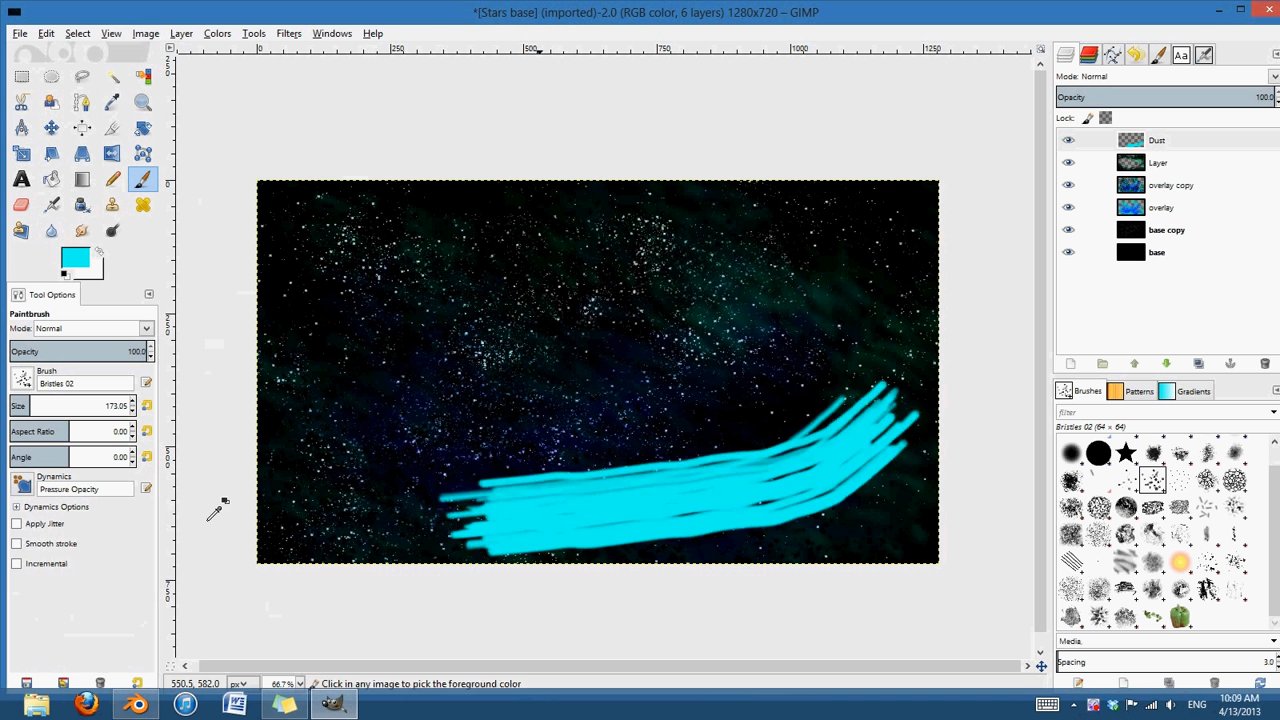 *[Stars base] (imported)-2.0 (RGB color, 6 layers) 1280x720 – GIMP
File Edit Select View Image Layer Colors Tools Filters Windows Help
0 250 500 750 1000 1250
Mode: Normal
Opacity 100.0
Lock:
Dust
Layer
overlay copy
overlay
base copy
base
Tool Options
Paintbrush
Mode: Normal
Opacity 100.0
Brush
Bristles 02
Size 173.05
Aspect Ratio 0.00
Angle 0.00
Dynamics
Pressure Opacity
Dynamics Options
Apply Jitter
Smooth stroke
Incremental
Brushes Patterns Gradients
filter
Bristles 02 (64 × 64)
Media,
Spacing 3.0
550.5, 582.0 px 66.7% Click in any image to pick the foreground color
ENG
10:09 AM
4/13/2013